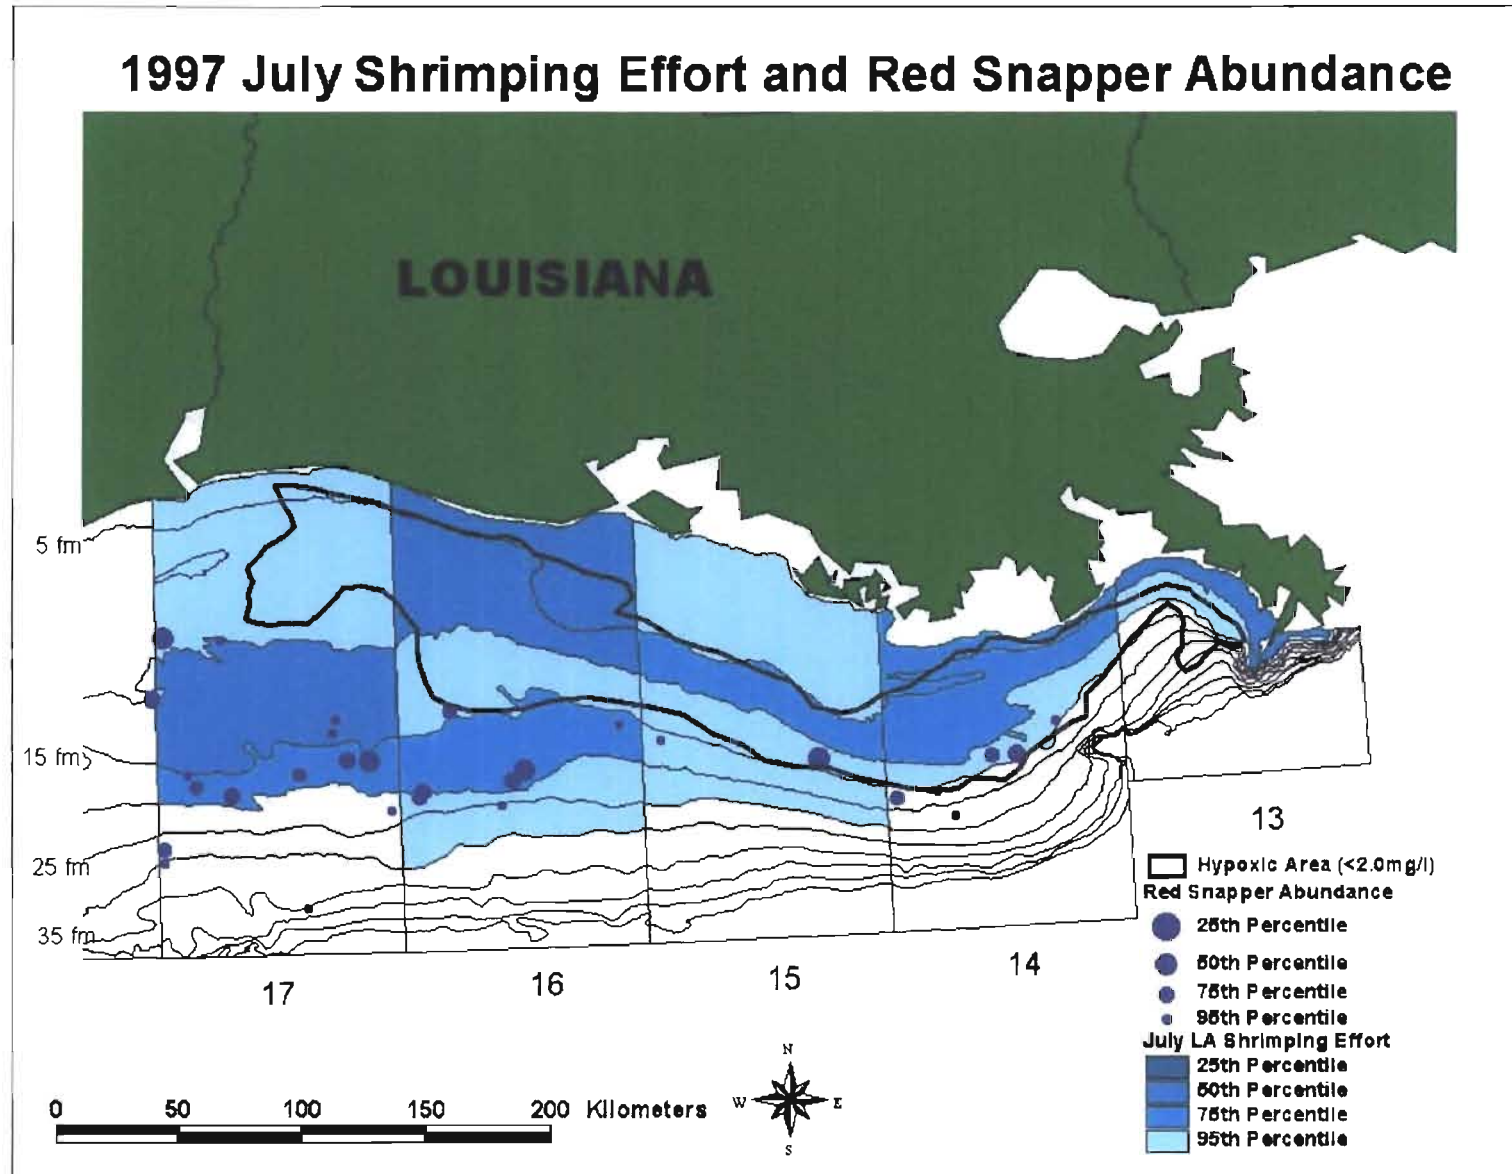 1997 July Shrimping Effort and Red Snapper Abundance
LOUISIANA
5 fm
15 fm
25 fm
35 fm
17
16
15
14
13
Hypoxic Area (<2.0mg/l)
Red Snapper Abundance
25th Percentile
50th Percentile
75th Percentile
95th Percentile
July LA Shrimping Effort
25th Percentile
50th Percentile
75th Percentile
95th Percentile
0 50 100 150 200 Kilometers
N
W E
S